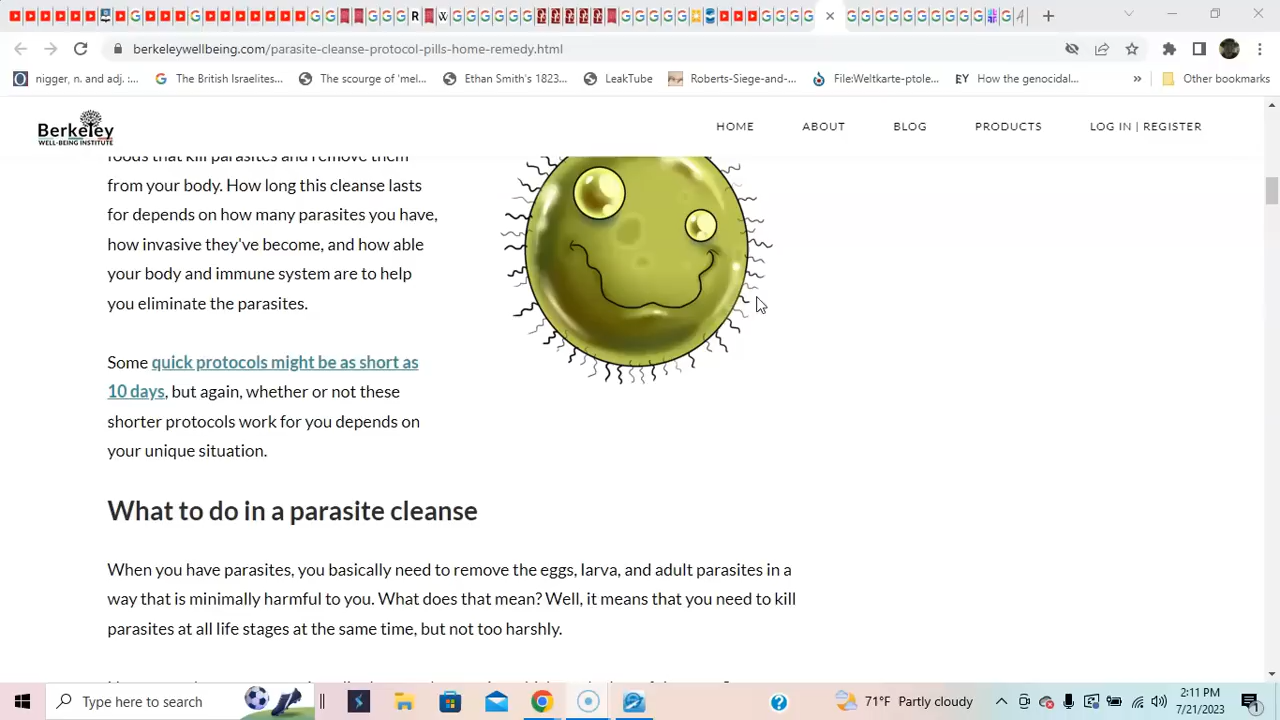 berkeleywellbeing.com/parasite-cleanse-protocol-pills-home-remedy.html
nigger, n. and adj. :... The British Israelites... The scourge of 'mel... Ethan Smith's 1823... LeakTube Roberts-Siege-and-... File:Weltkarte-ptole... EY How the genocidal... » Other bookmarks
Berkeley
WELL-BEING INSTITUTE
HOME ABOUT BLOG PRODUCTS LOG IN | REGISTER
foods that kill parasites and remove them
from your body. How long this cleanse lasts
for depends on how many parasites you have,
how invasive they've become, and how able
your body and immune system are to help
you eliminate the parasites.
Some quick protocols might be as short as
10 days, but again, whether or not these
shorter protocols work for you depends on
your unique situation.
What to do in a parasite cleanse
When you have parasites, you basically need to remove the eggs, larva, and adult parasites in a
way that is minimally harmful to you. What does that mean? Well, it means that you need to kill
parasites at all life stages at the same time, but not too harshly.
Type here to search
71°F Partly cloudy
2:11 PM
7/21/2023